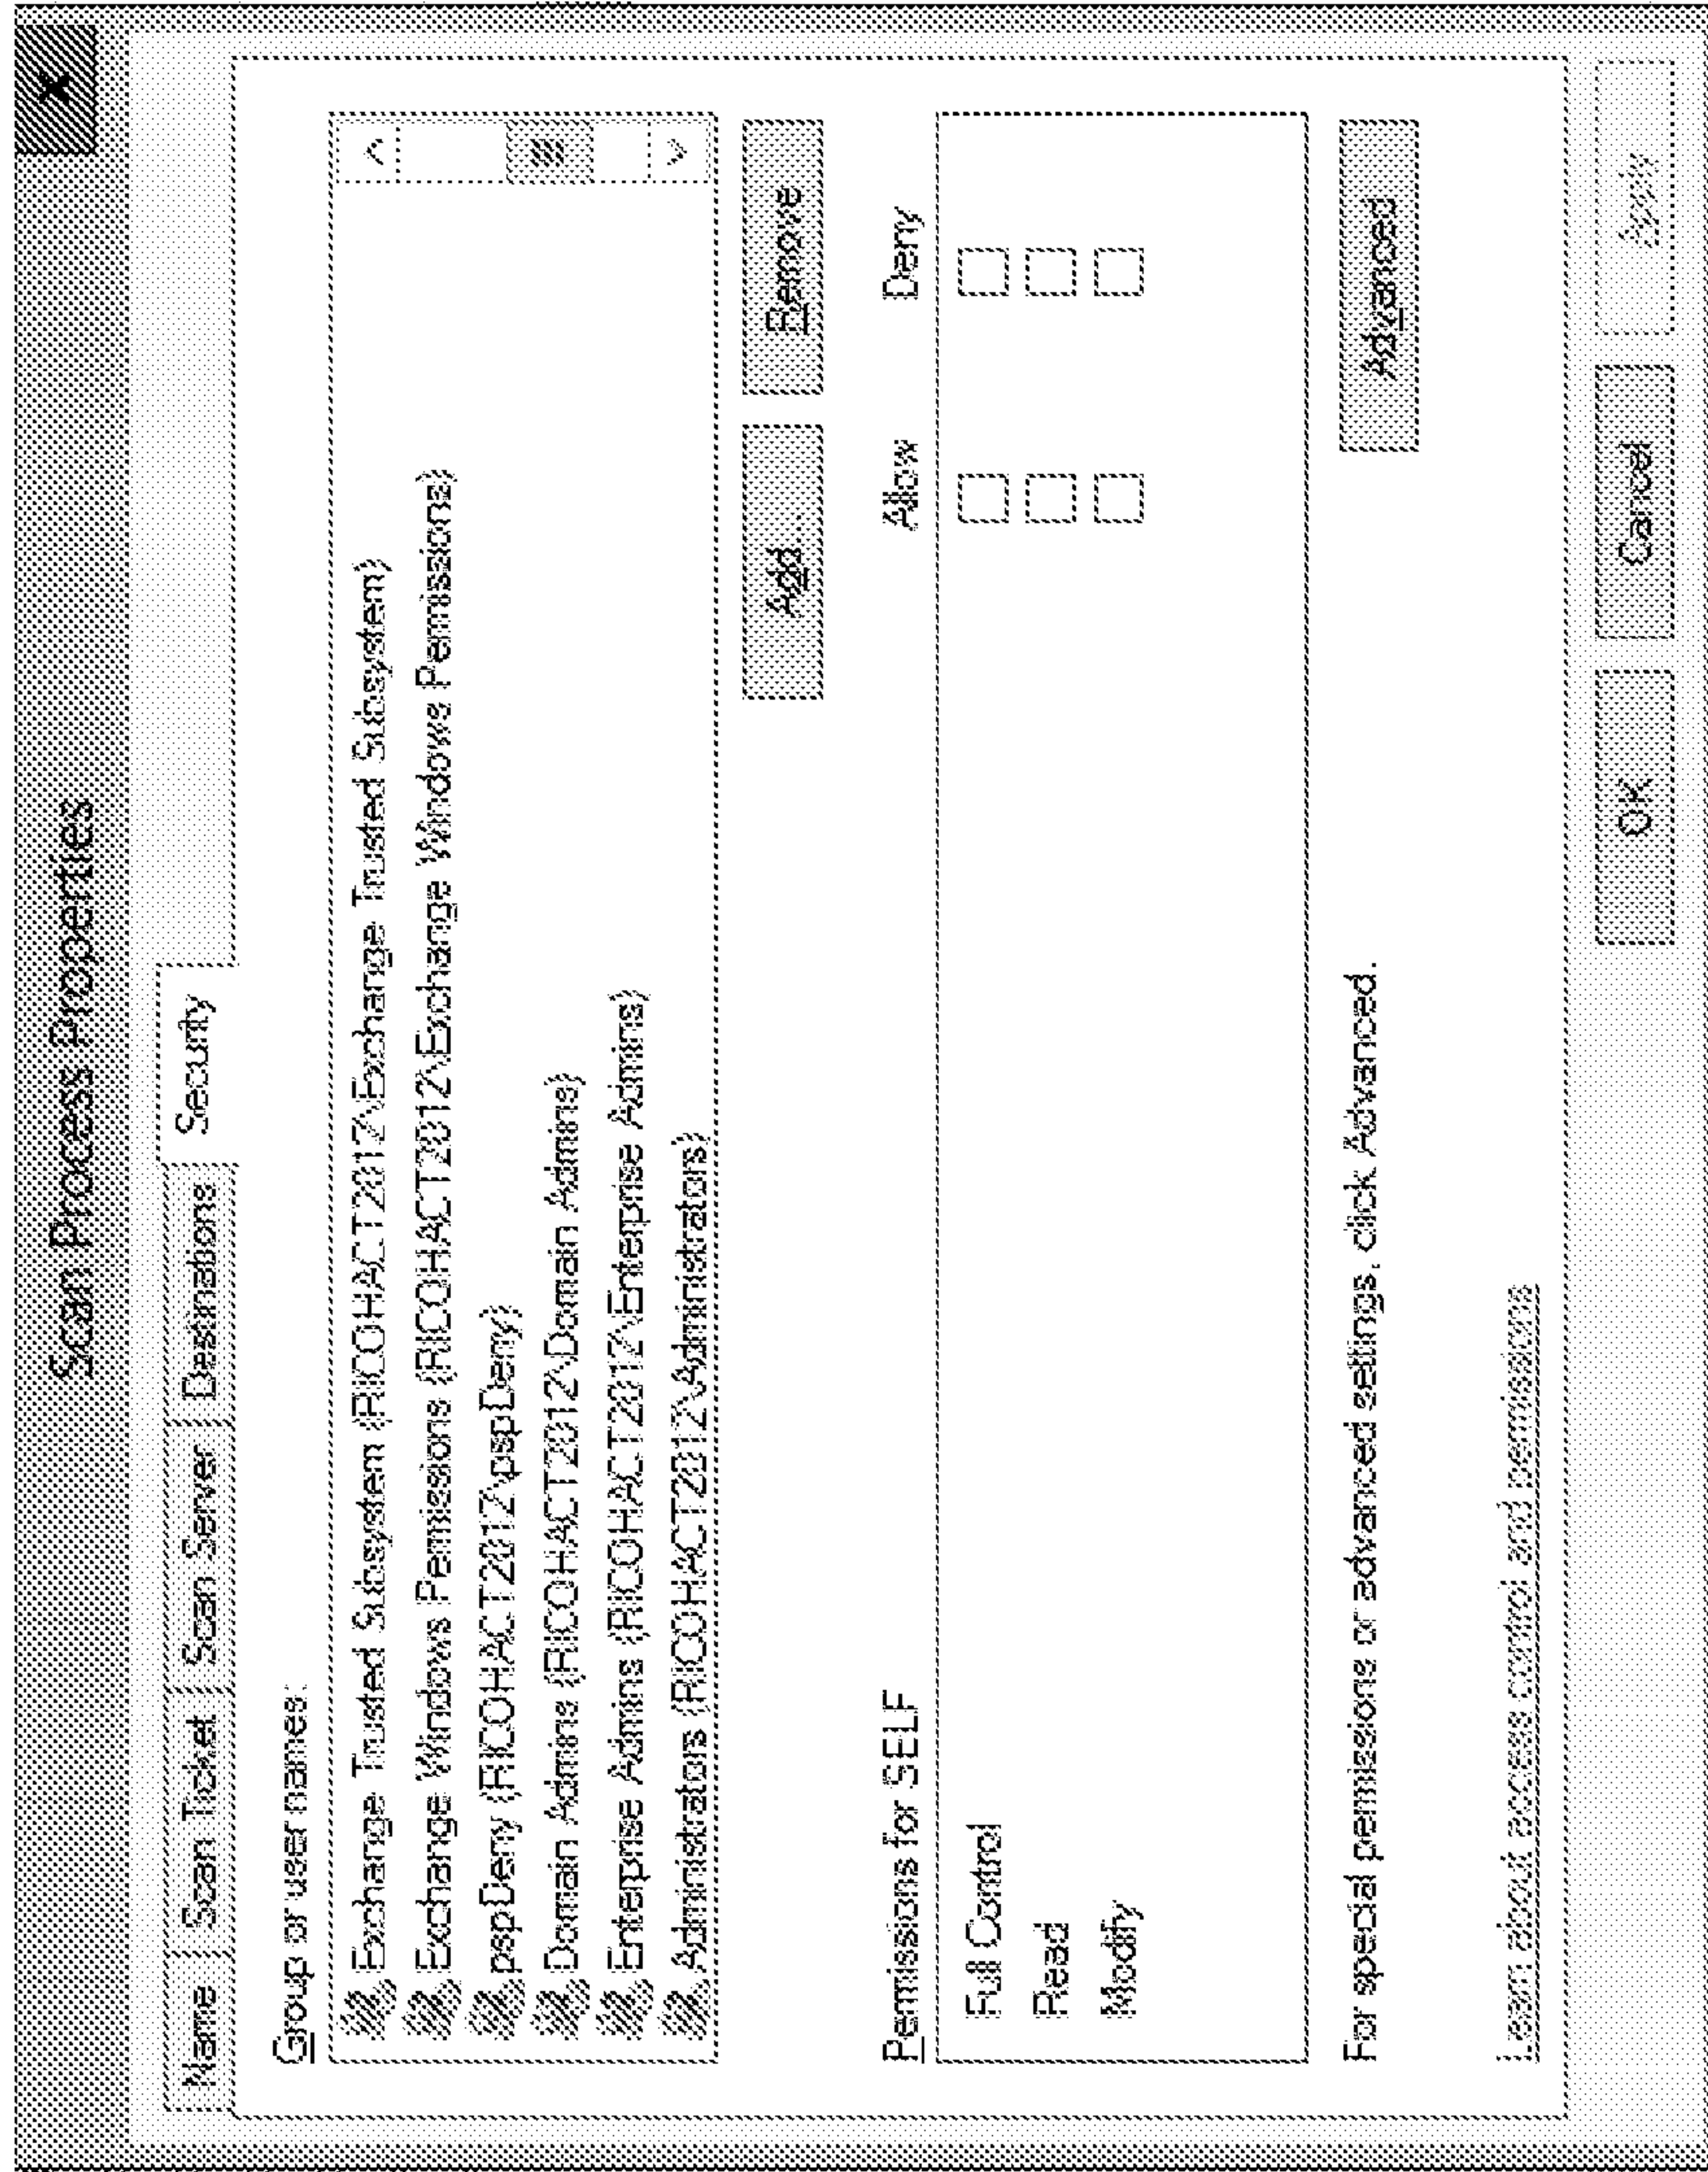 Scan Process Properties
X
Name Scan Ticket Scan Server Destinations Security
Group or user names:
Exchange Trusted Subsystem (RICOHACT2012\Exchange Trusted Subsystem)
Exchange Windows Permissions (RICOHACT2012\Exchange Windows Permissions)
pspDeny (RICOHACT2012\pspDeny)
Domain Admins (RICOHACT2012\Domain Admins)
Enterprise Admins (RICOHACT2012\Enterprise Admins)
Administrators (RICOHACT2012\Administrators)
Add... Remove
Permissions for SELF Allow Deny
Full Control
Read
Modify
For special permissions or advanced settings, click Advanced. Advanced
Learn about access control and permissions
OK Cancel Apply